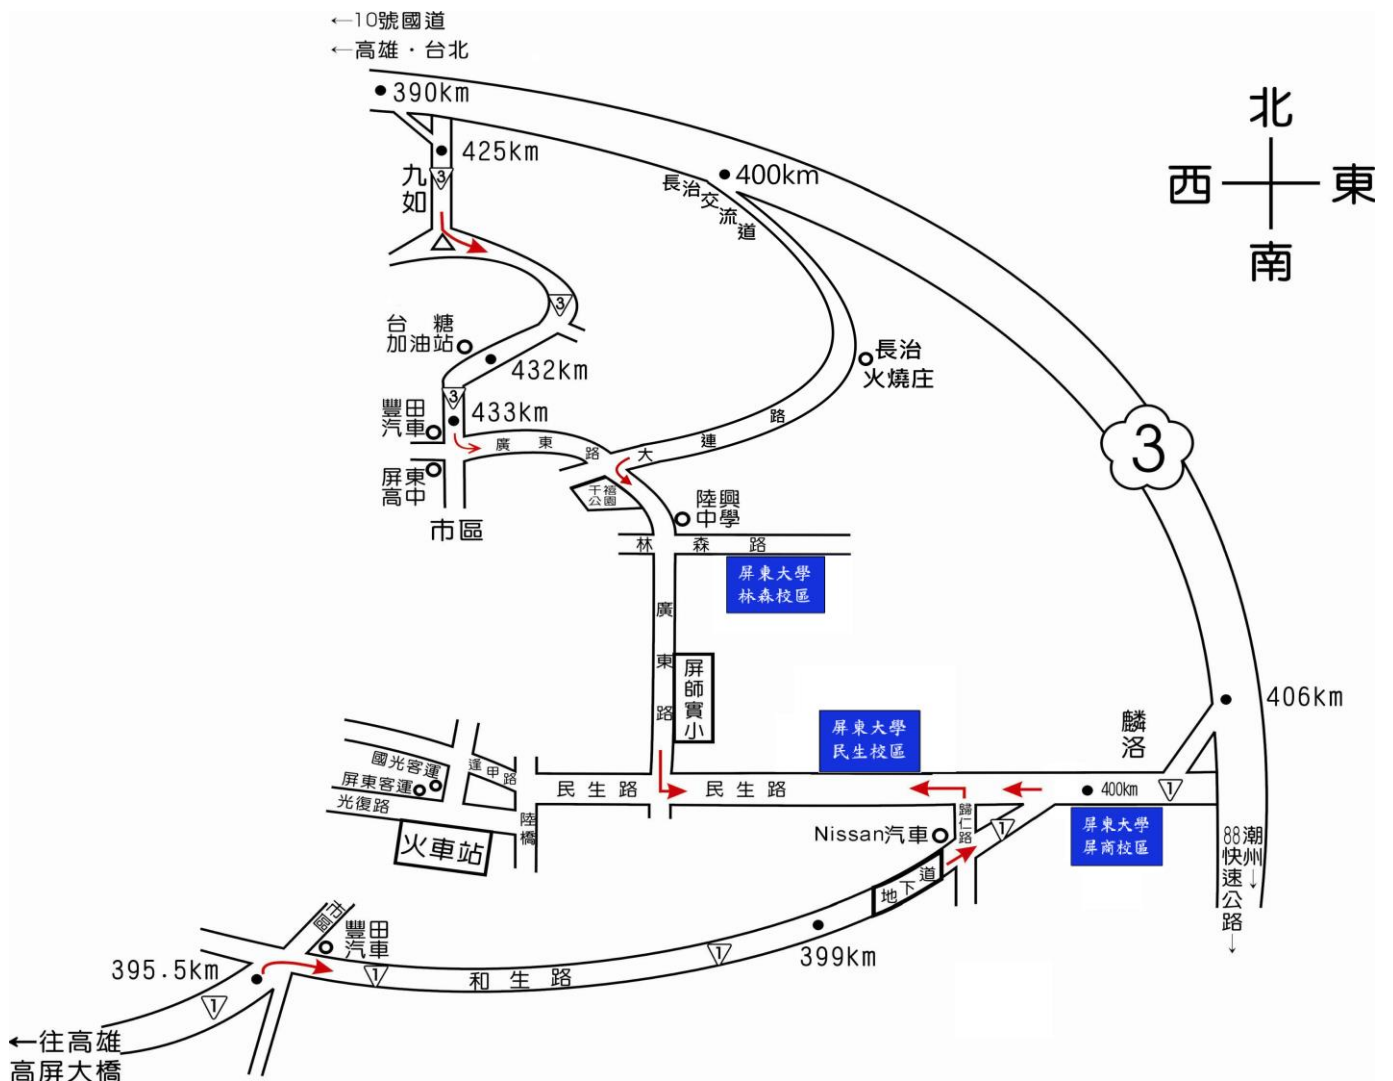 ←10號國道
←高雄・台北
390km
425km
九如
3
400km
長治交流道
北
西
東
南
3
台糖
加油站
432km
長治
火燒庄
3
433km
豐田
汽車
屏東
高中
市區
廣東路
大連路
千禧
公園
陸興
中學
3
林森路
屏東大學
林森校區
廣東路
屏師實小
406km
麟洛
屏東大學
民生校區
國光客運
屏東客運
光復路
逢甲路
陸橋
火車站
民生路
民生路
400km
1
歸仁路
Nissan汽車
1
屏東大學
屏商校區
地下道
潮州↓
88快速公路↓
市區
豐田
汽車
395.5km
1
1
和生路
1
399km
←往高雄
高屏大橋